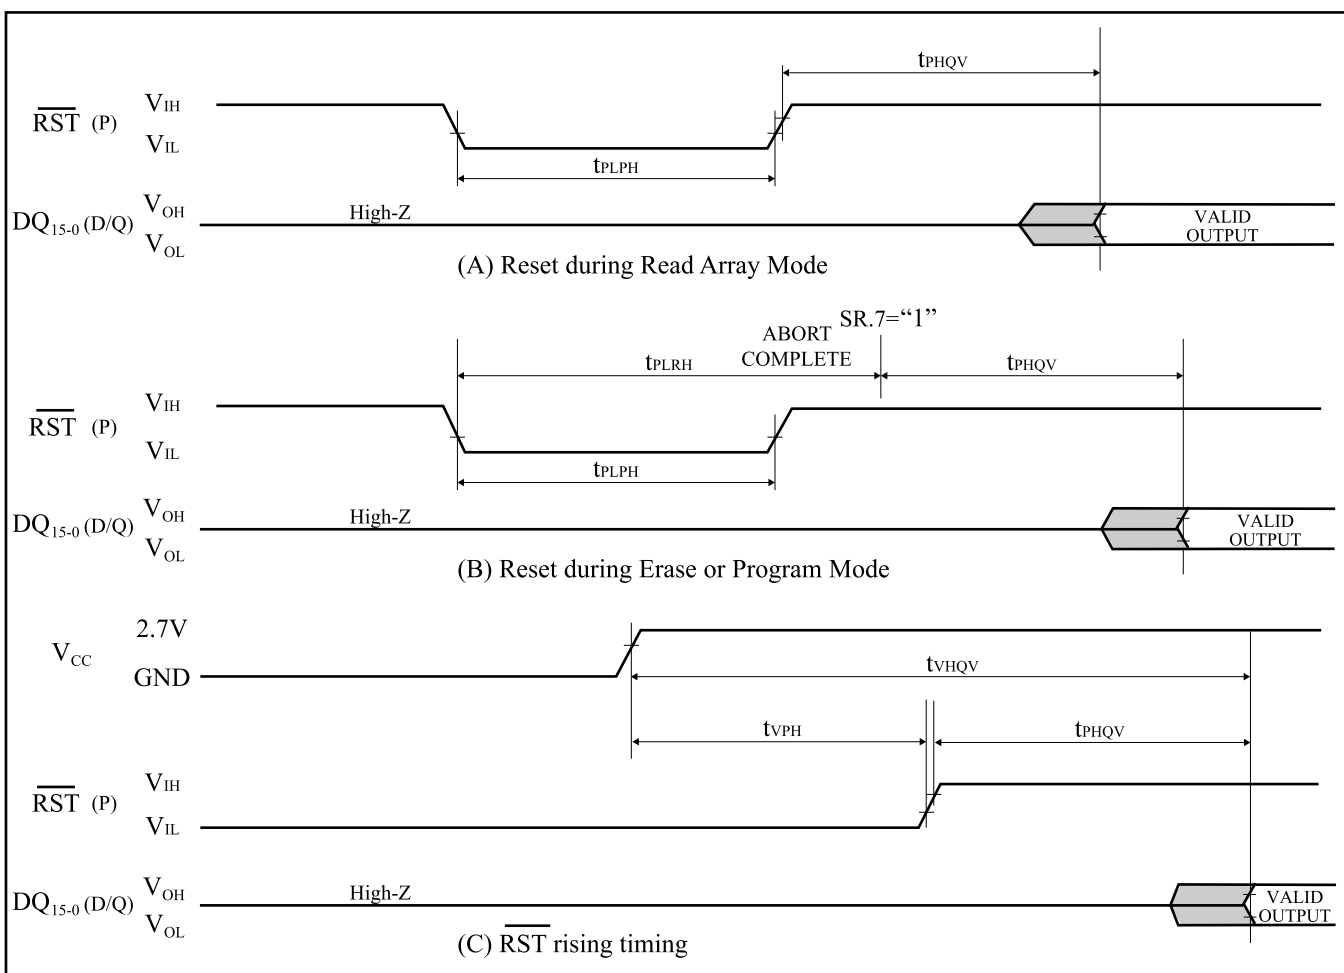 tPHQV
VIH
RST (P)
VIL
tPLPH
VOH
High-Z
DQ15-0 (D/Q)
VALID
OUTPUT
VOL
(A) Reset during Read Array Mode
SR.7=“1”
ABORT
COMPLETE
tPLRH
tPHQV
VIH
RST (P)
VIL
tPLPH
VOH
High-Z
DQ15-0 (D/Q)
VALID
OUTPUT
VOL
(B) Reset during Erase or Program Mode
2.7V
VCC
GND
tVHQV
tVPH
tPHQV
VIH
RST (P)
VIL
VOH
High-Z
DQ15-0 (D/Q)
VALID
OUTPUT
VOL
(C) RST rising timing